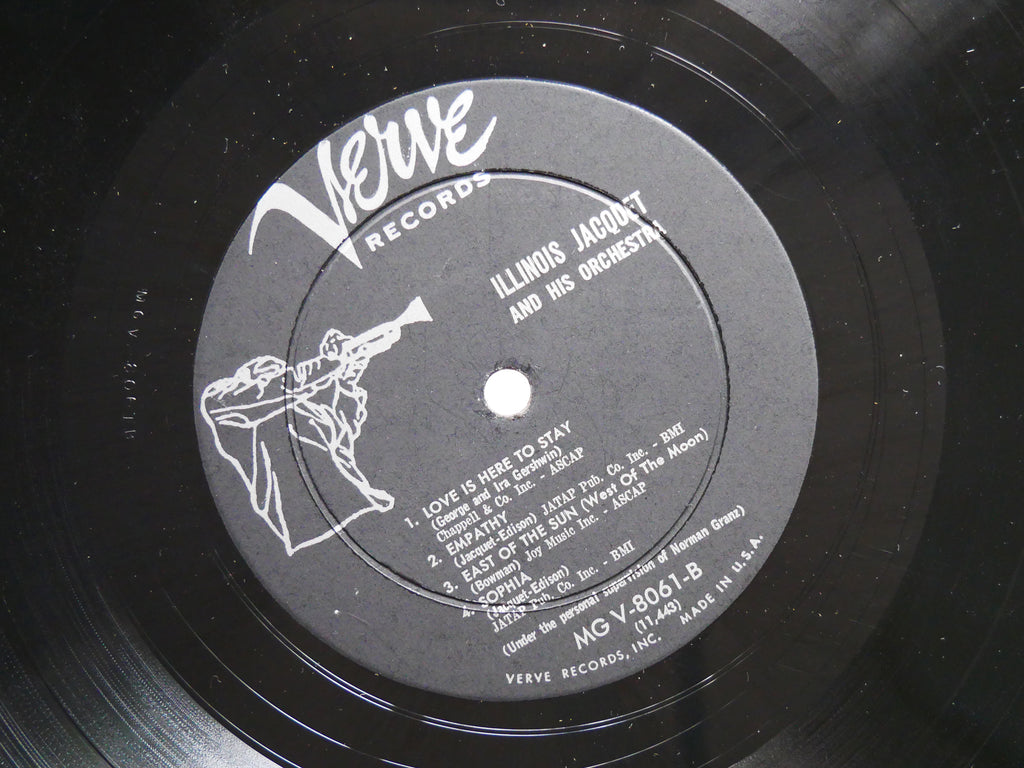 VERVE
RECORDS
ILLINOIS JACQUET
AND HIS ORCHESTRA
1. LOVE IS HERE TO STAY
(George and Ira Gershwin)
Chappell & Co. Inc. - ASCAP
2. EMPATHY
(Jacquet-Edison) JATAP Pub. Co. Inc. - BMI
3. EAST OF THE SUN (West Of The Moon)
(Bowman) Joy Music Inc. - ASCAP
4. SOPHIA
(Jacquet-Edison)
JATAP Pub. Co. Inc. - BMI
(Under the personal supervision of Norman Granz)
MG V-8061-B
(11,443)
VERVE RECORDS, INC. MADE IN U.S.A.